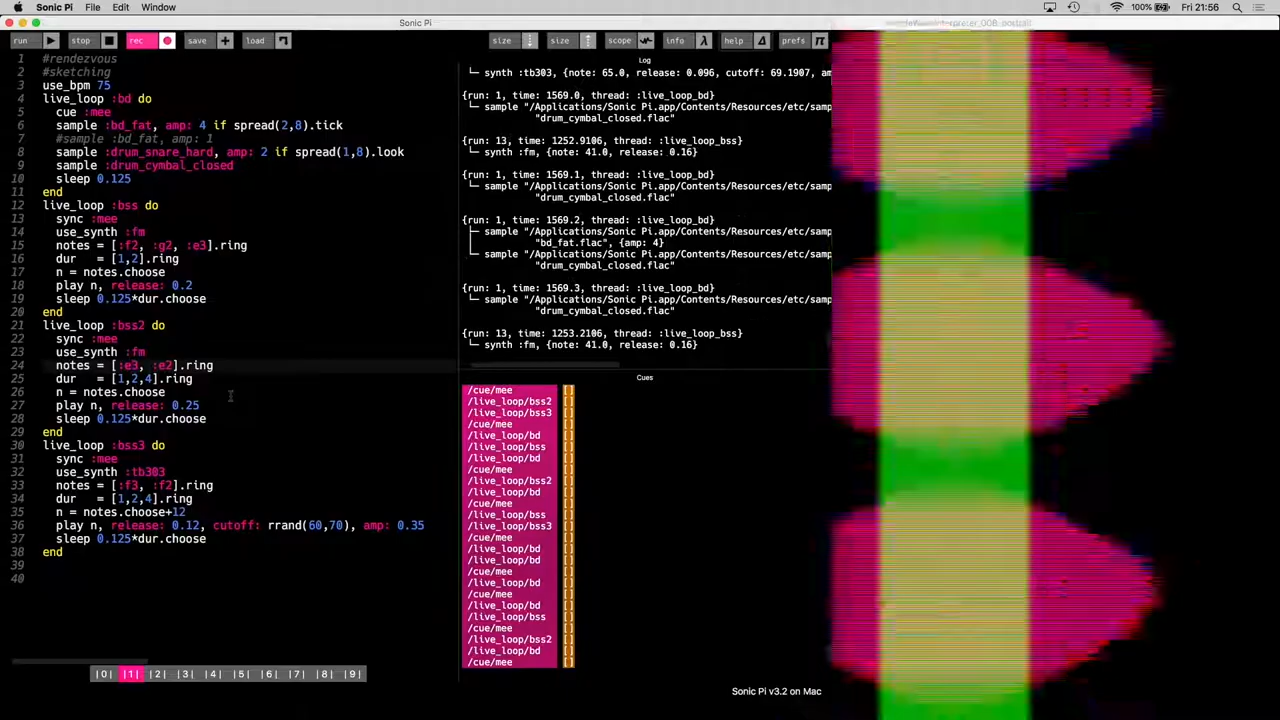 Sonic Pi File Edit Window 100% Fri 21:56
Sonic Pi
run stop rec save load size size scope info help prefs
1 #rendezvous
2 #sketching
3 use_bpm 75
4 live_loop :bd do
5 cue :mee
6 sample :bd_fat, amp: 4 if spread(2,8).tick
7 #sample :bd_fat, amp: 1
8 sample :drum_snare_hard, amp: 2 if spread(1,8).look
9 sample :drum_cymbal_closed
10 sleep 0.125
11 end
12 live_loop :bss do
13 sync :mee
14 use_synth :fm
15 notes = [:f2, :g2, :e3].ring
16 dur   = [1,2].ring
17 n = notes.choose
18 play n, release: 0.2
19 sleep 0.125*dur.choose
20 end
21 live_loop :bss2 do
22 sync :mee
23 use_synth :fm
24 notes = [:e3, :e2].ring
25 dur   = [1,2,4].ring
26 n = notes.choose
27 play n, release: 0.25
28 sleep 0.125*dur.choose
29 end
30 live_loop :bss3 do
31 sync :mee
32 use_synth :tb303
33 notes = [:f3, :f2].ring
34 dur   = [1,2,4].ring
35 n = notes.choose+12
36 play n, release: 0.12, cutoff: rrand(60,70), amp: 0.35
37 sleep 0.125*dur.choose
38 end
39
40
|0| |1| |2| |3| |4| |5| |6| |7| |8| |9|
Log
synth :tb303, {note: 65.0, release: 0.096, cutoff: 69.1907, am
{run: 1, time: 1569.0, thread: :live_loop_bd}
sample "/Applications/Sonic Pi.app/Contents/Resources/etc/samp
"drum_cymbal_closed.flac"
{run: 13, time: 1252.9106, thread: :live_loop_bss}
synth :fm, {note: 41.0, release: 0.16}
{run: 1, time: 1569.1, thread: :live_loop_bd}
sample "/Applications/Sonic Pi.app/Contents/Resources/etc/samp
"drum_cymbal_closed.flac"
{run: 1, time: 1569.2, thread: :live_loop_bd}
sample "/Applications/Sonic Pi.app/Contents/Resources/etc/samp
"bd_fat.flac", {amp: 4}
sample "/Applications/Sonic Pi.app/Contents/Resources/etc/samp
"drum_cymbal_closed.flac"
{run: 1, time: 1569.3, thread: :live_loop_bd}
sample "/Applications/Sonic Pi.app/Contents/Resources/etc/samp
"drum_cymbal_closed.flac"
{run: 13, time: 1253.2106, thread: :live_loop_bss}
synth :fm, {note: 41.0, release: 0.16}
Cues
/cue/mee []
/live_loop/bss2 []
/live_loop/bss3 []
/cue/mee []
/live_loop/bd []
/live_loop/bss []
/live_loop/bd []
/cue/mee []
/live_loop/bss2 []
/live_loop/bd []
/cue/mee []
/live_loop/bss []
/live_loop/bss3 []
/cue/mee []
/live_loop/bd []
/live_loop/bd []
/cue/mee []
/live_loop/bd []
/cue/mee []
/live_loop/bd []
/live_loop/bss []
/cue/mee []
/live_loop/bss2 []
/live_loop/bd []
/cue/mee []
Sonic Pi v3.2 on Mac